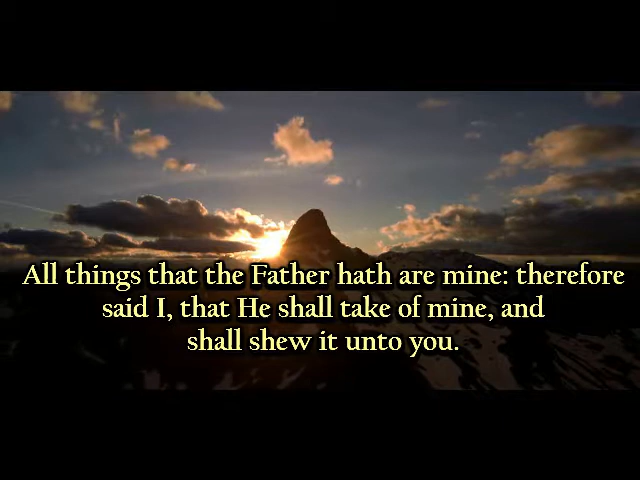 All things that the Father hath are mine: therefore
said I, that He shall take of mine, and
shall shew it unto you.